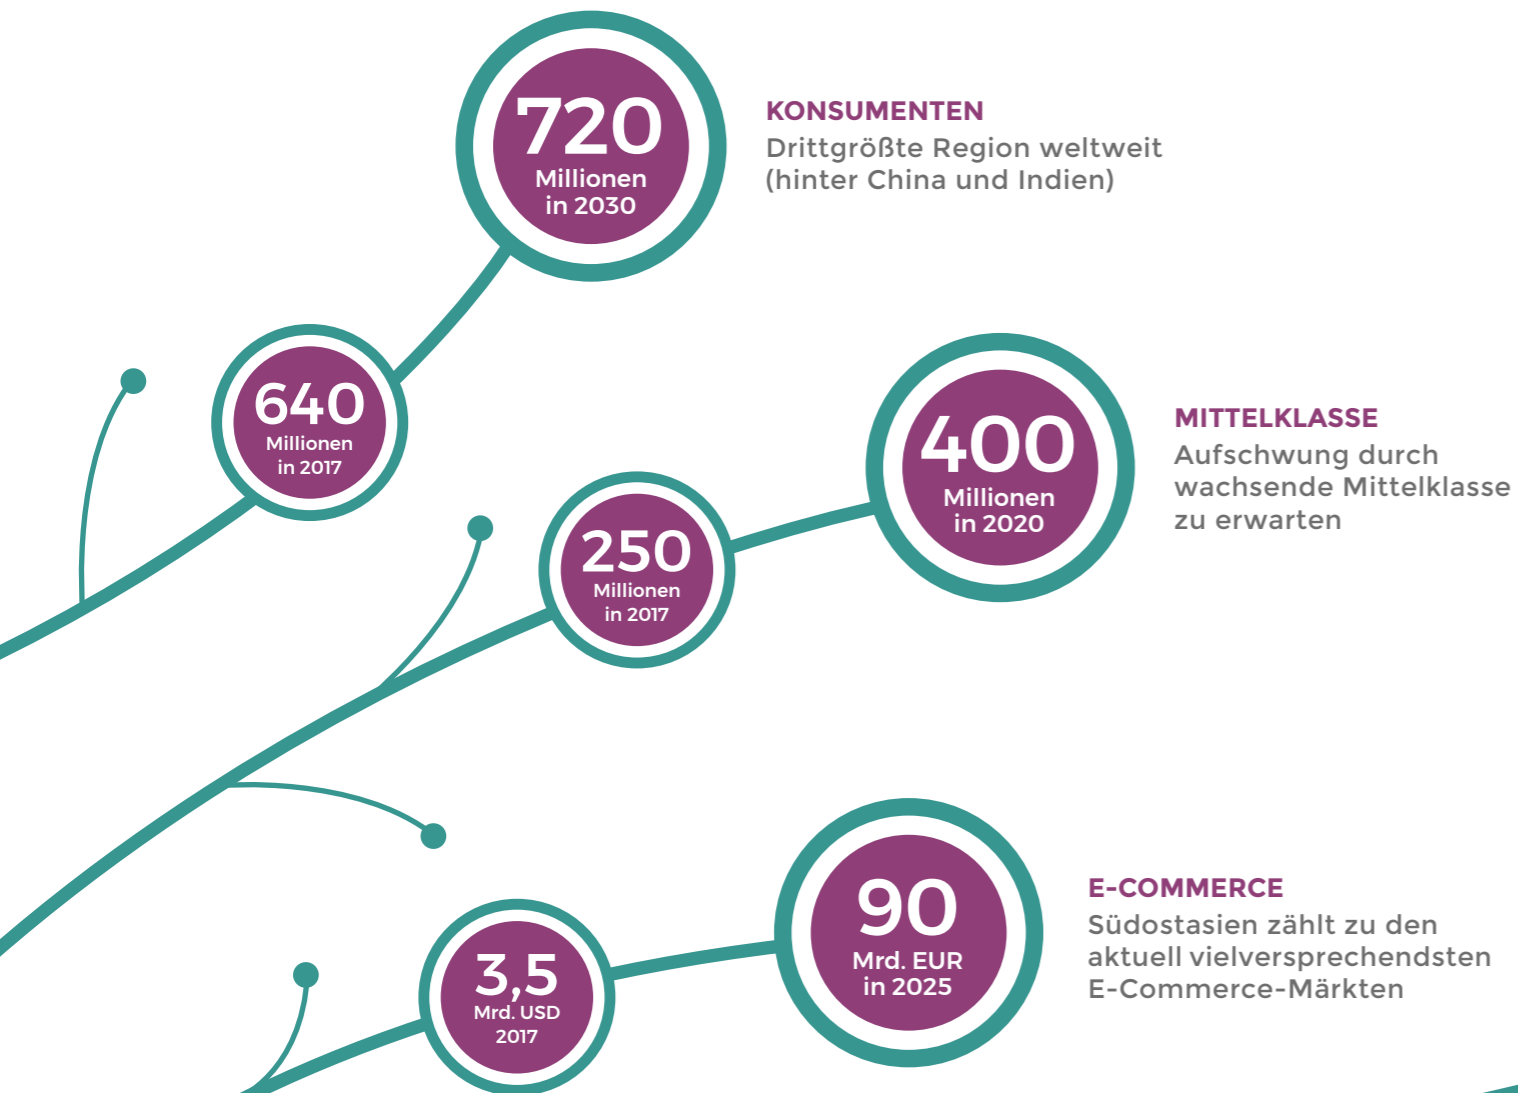 720
Millionen
in 2030
KONSUMENTEN
Drittgrößte Region weltweit
(hinter China und Indien)
640
Millionen
in 2017
400
Millionen
in 2020
MITTELKLASSE
Aufschwung durch
wachsende Mittelklasse
zu erwarten
250
Millionen
in 2017
90
Mrd. EUR
in 2025
E-COMMERCE
Südostasien zählt zu den
aktuell vielversprechendsten
E-Commerce-Märkten
3,5
Mrd. USD
2017